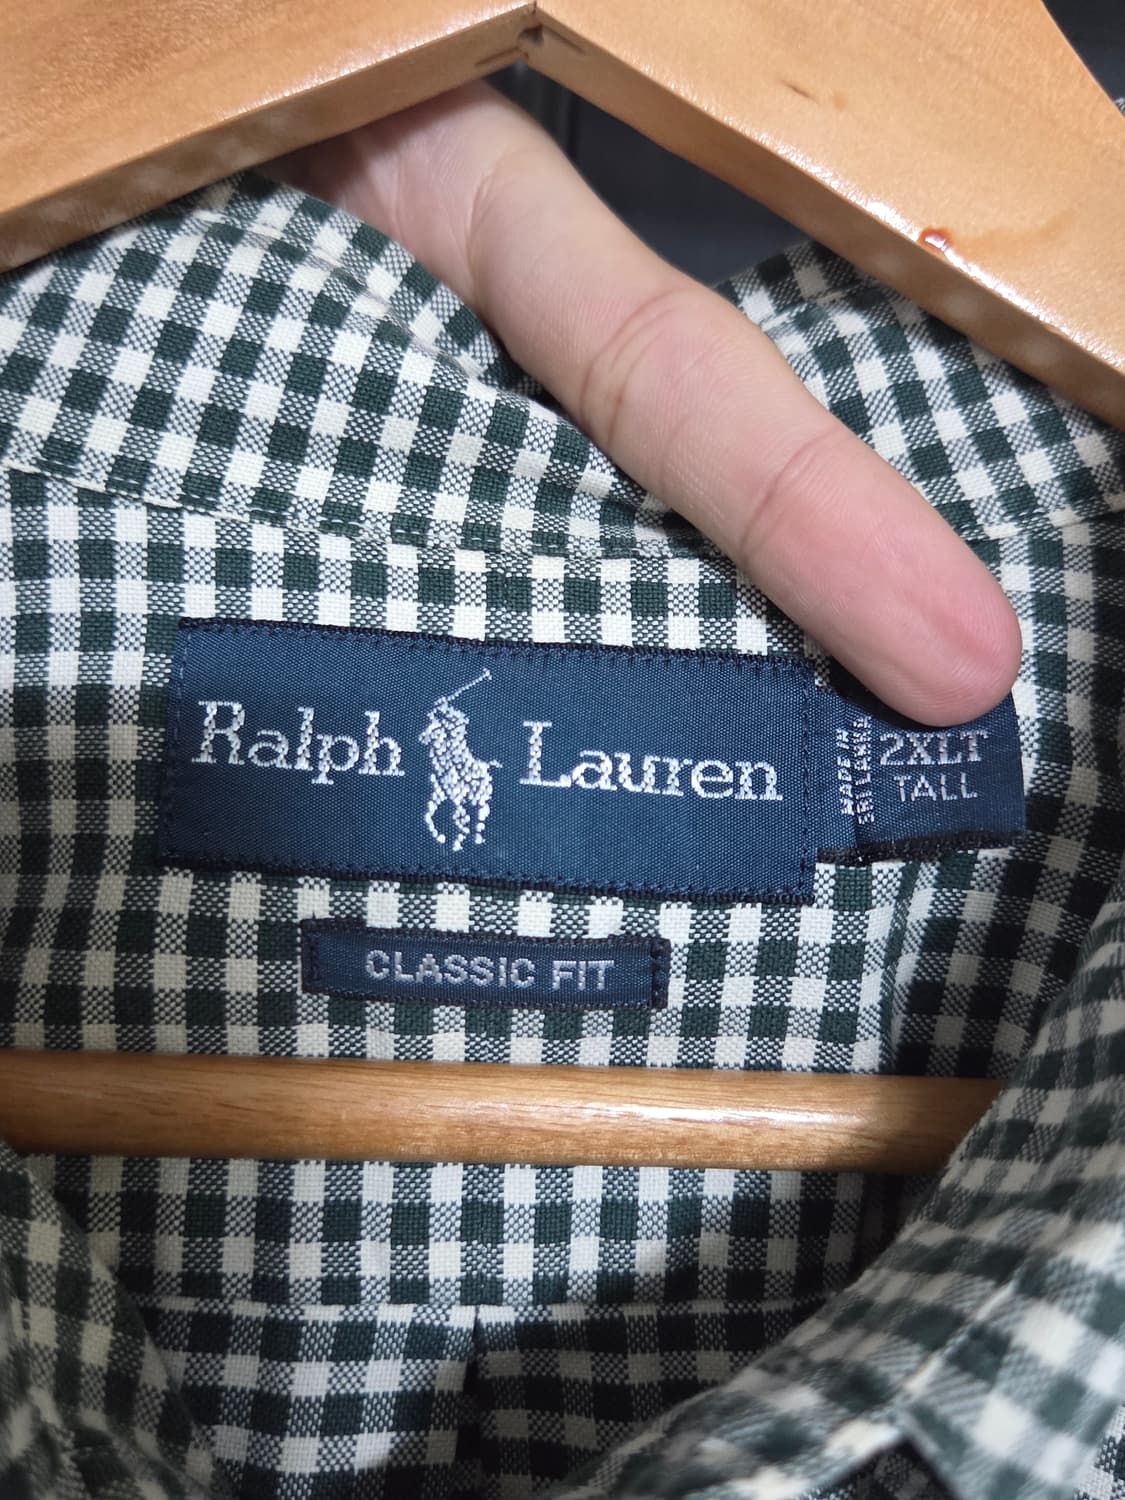 Ralph Lauren
MADE IN
SRI LANKA
2XLT
TALL
CLASSIC FIT